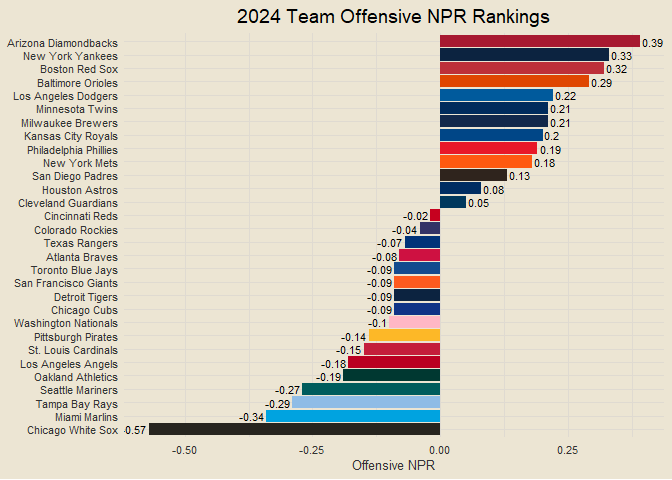 2024 Team Offensive NPR Rankings
Arizona Diamondbacks 0.39
New York Yankees 0.33
Boston Red Sox 0.32
Baltimore Orioles 0.29
Los Angeles Dodgers 0.22
Minnesota Twins 0.21
Milwaukee Brewers 0.21
Kansas City Royals 0.2
Philadelphia Phillies 0.19
New York Mets 0.18
San Diego Padres 0.13
Houston Astros 0.08
Cleveland Guardians 0.05
Cincinnati Reds -0.02
Colorado Rockies -0.04
Texas Rangers -0.07
Atlanta Braves -0.08
Toronto Blue Jays -0.09
San Francisco Giants -0.09
Detroit Tigers -0.09
Chicago Cubs -0.09
Washington Nationals -0.1
Pittsburgh Pirates -0.14
St. Louis Cardinals -0.15
Los Angeles Angels -0.18
Oakland Athletics -0.19
Seattle Mariners -0.27
Tampa Bay Rays -0.29
Miami Marlins -0.34
Chicago White Sox -0.57
-0.50 -0.25 0.00 0.25
Offensive NPR